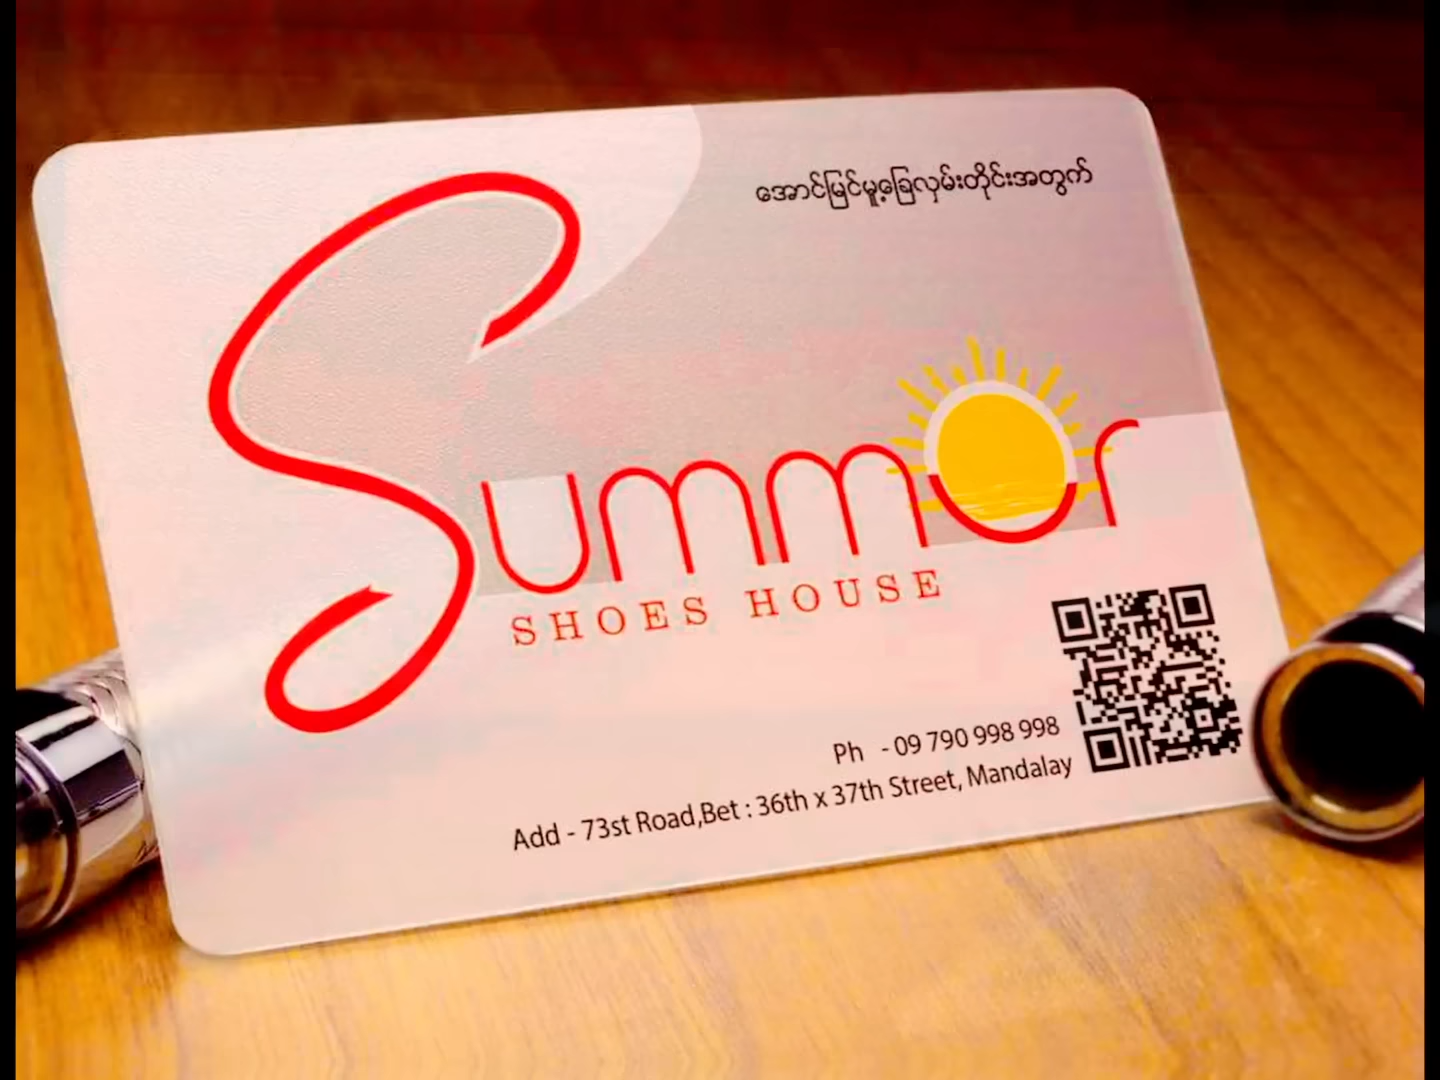 အောင်မြင်မှု့ခြေလှမ်းတိုင်းအတွက်
Summor
SHOES HOUSE
Ph - 09 790 998 998
Add - 73st Road,Bet : 36th x 37th Street, Mandalay